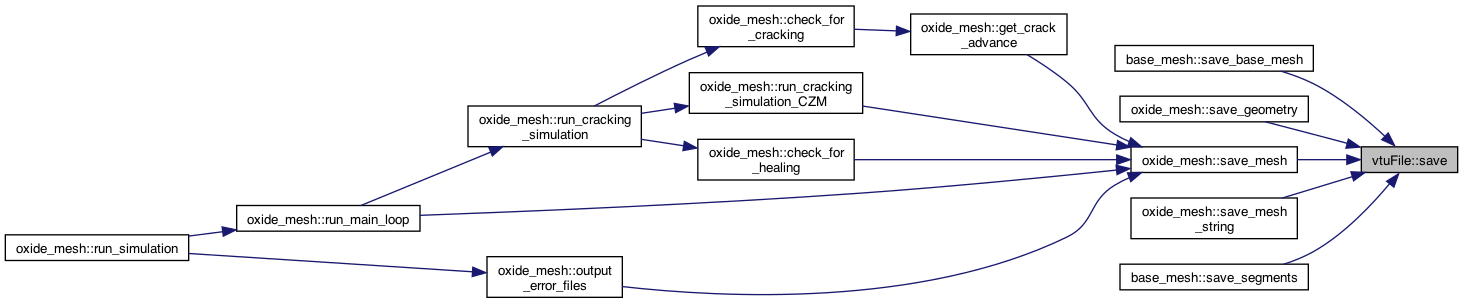 oxide_mesh::run_simulation
oxide_mesh::run_main_loop
oxide_mesh::output
_error_files
oxide_mesh::run_cracking
_simulation
oxide_mesh::check_for
_cracking
oxide_mesh::run_cracking
_simulation_CZM
oxide_mesh::check_for
_healing
oxide_mesh::get_crack
_advance
base_mesh::save_base_mesh
oxide_mesh::save_geometry
oxide_mesh::save_mesh
oxide_mesh::save_mesh
_string
base_mesh::save_segments
vtuFile::save